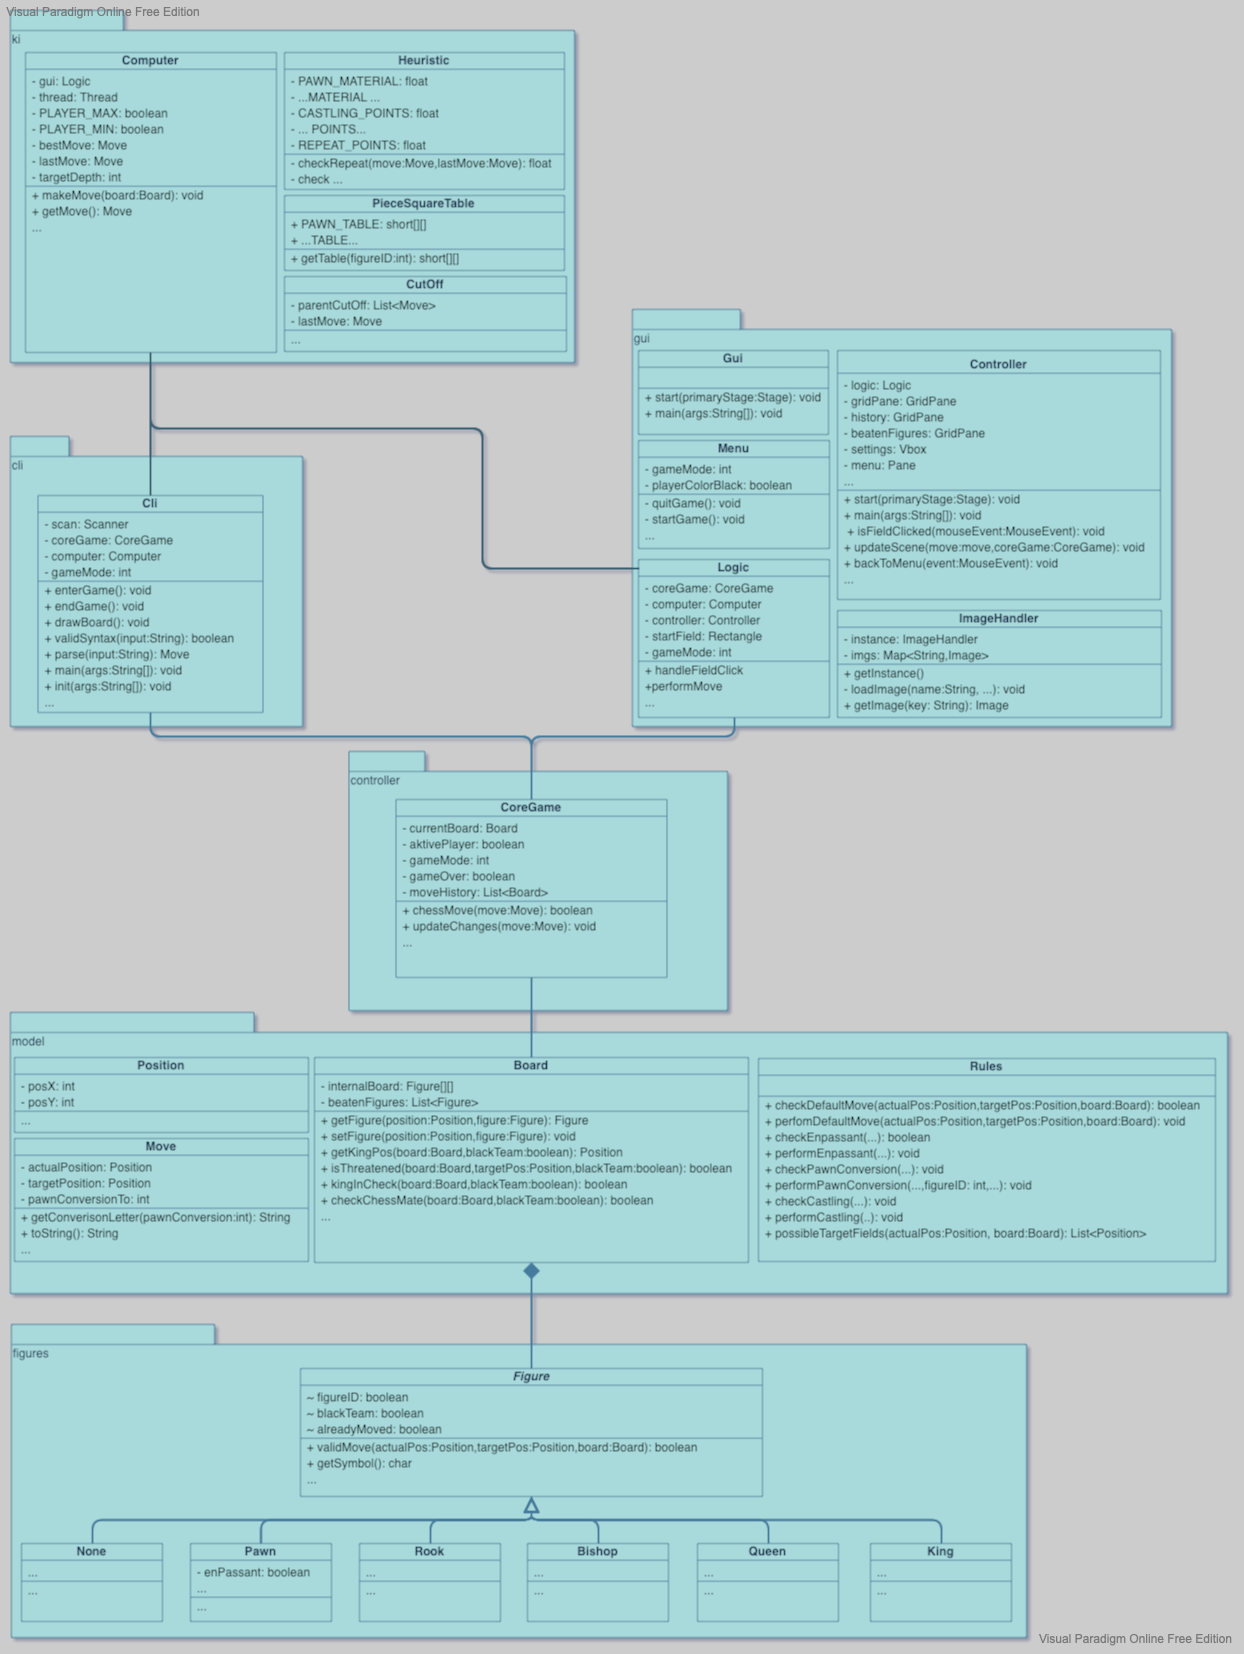 Visual Paradigm Online Free Edition
ki
Computer
- gui: Logic
- thread: Thread
- PLAYER_MAX: boolean
- PLAYER_MIN: boolean
- bestMove: Move
- lastMove: Move
- targetDepth: int
+ makeMove(board:Board): void
+ getMove(): Move
...
Heuristic
- PAWN_MATERIAL: float
- ...MATERIAL ...
- CASTLING_POINTS: float
- ... POINTS...
- REPEAT_POINTS: float
- checkRepeat(move:Move,lastMove:Move): float
- check ...
PieceSquareTable
+ PAWN_TABLE: short[][]
+ ...TABLE...
+ getTable(figureID:int): short[][]
CutOff
- parentCutOff: List<Move>
- lastMove: Move
...
gui
Gui
+ start(primaryStage:Stage): void
+ main(args:String[]): void
Menu
- gameMode: int
- playerColorBlack: boolean
- quitGame(): void
- startGame(): void
...
Logic
- coreGame: CoreGame
- computer: Computer
- controller: Controller
- startField: Rectangle
- gameMode: int
+ handleFieldClick
+performMove
...
Controller
- logic: Logic
- gridPane: GridPane
- history: GridPane
- beatenFigures: GridPane
- settings: Vbox
- menu: Pane
...
+ start(primaryStage:Stage): void
+ main(args:String[]): void
+ isFieldClicked(mouseEvent:MouseEvent): void
+ updateScene(move:move,coreGame:CoreGame): void
+ backToMenu(event:MouseEvent): void
...
ImageHandler
- instance: ImageHandler
- imgs: Map<String,Image>
+ getInstance()
- loadImage(name:String, ...): void
+ getImage(key: String): Image
cli
Cli
- scan: Scanner
- coreGame: CoreGame
- computer: Computer
- gameMode: int
+ enterGame(): void
+ endGame(): void
+ drawBoard(): void
+ validSyntax(input:String): boolean
+ parse(input:String): Move
+ main(args:String[]): void
+ init(args:String[]): void
...
controller
CoreGame
- currentBoard: Board
- aktivePlayer: boolean
- gameMode: int
- gameOver: boolean
- moveHistory: List<Board>
+ chessMove(move:Move): boolean
+ updateChanges(move:Move): void
...
model
Position
- posX: int
- posY: int
...
Move
- actualPosition: Position
- targetPosition: Position
- pawnConversionTo: int
+ getConverisonLetter(pawnConversion:int): String
+ toString(): String
...
Board
- internalBoard: Figure[][]
- beatenFigures: List<Figure>
+ getFigure(position:Position,figure:Figure): Figure
+ setFigure(position:Position,figure:Figure): void
+ getKingPos(board:Board,blackTeam:boolean): Position
+ isThreatened(board:Board,targetPos:Position,blackTeam:boolean): boolean
+ kingInCheck(board:Board,blackTeam:boolean): boolean
+ checkChessMate(board:Board,blackTeam:boolean): boolean
...
Rules
+ checkDefaultMove(actualPos:Position,targetPos:Position,board:Board): boolean
+ perfomDefaultMove(actualPos:Position,targetPos:Position,board:Board): void
+ checkEnpassant(...): boolean
+ performEnpassant(...): void
+ checkPawnConversion(...): void
+ performPawnConversion(...,figureID: int,...): void
+ checkCastling(...): void
+ performCastling(..): void
+ possibleTargetFields(actualPos:Position, board:Board): List<Position>
figures
Figure
~ figureID: boolean
~ blackTeam: boolean
~ alreadyMoved: boolean
+ validMove(actualPos:Position,targetPos:Position,board:Board): boolean
+ getSymbol(): char
...
None
...
...
Pawn
- enPassant: boolean
...
...
Rook
...
...
Bishop
...
...
Queen
...
...
King
...
...
Visual Paradigm Online Free Edition